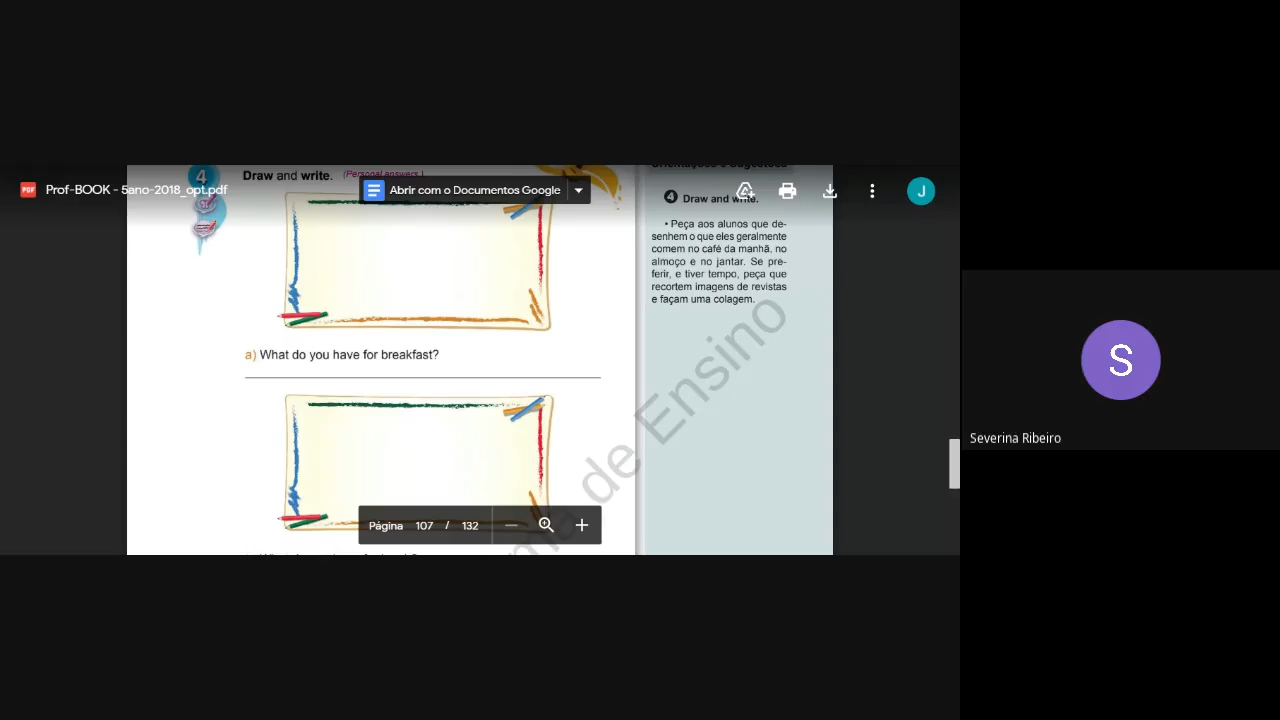 4
Draw and write. (Personal answers.)
PDF Prof-BOOK - 5ano-2018_opt.pdf
Abrir com o Documentos Google
J
4 Draw and write.
• Peça aos alunos que de-
senhem o que eles geralmente
comem no café da manhã, no
almoço e no jantar. Se pre-
ferir, e tiver tempo, peça que
recortem imagens de revistas
e façam uma colagem.
a) What do you have for breakfast?
de Ensino
Página 107 / 132
S
Severina Ribeiro